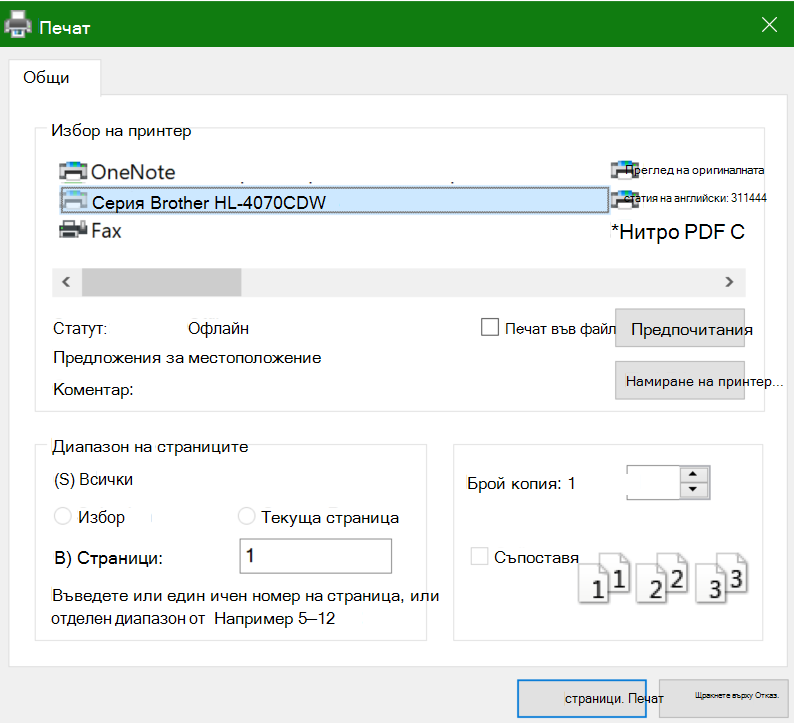 Печат
Общи
Избор на принтер
OneNote
Преглед на оригиналната
Серия Brother HL-4070CDW
статия на английски: 311444
Fax
*Нитро PDF C
Статут: Офлайн
Печат във файл
Предпочитания
Предложения за местоположение
Коментар:
Намиране на принтер...
Диапазон на страниците
(S) Всички
Избор
Текуща страница
В) Страници: 1
Въведете или един ичен номер на страница, или
отделен диапазон от Например 5–12
Брой копия: 1
Съпоставя
1 1 2 2 3 3
страници. Печат
Щракнете върху Отказ.